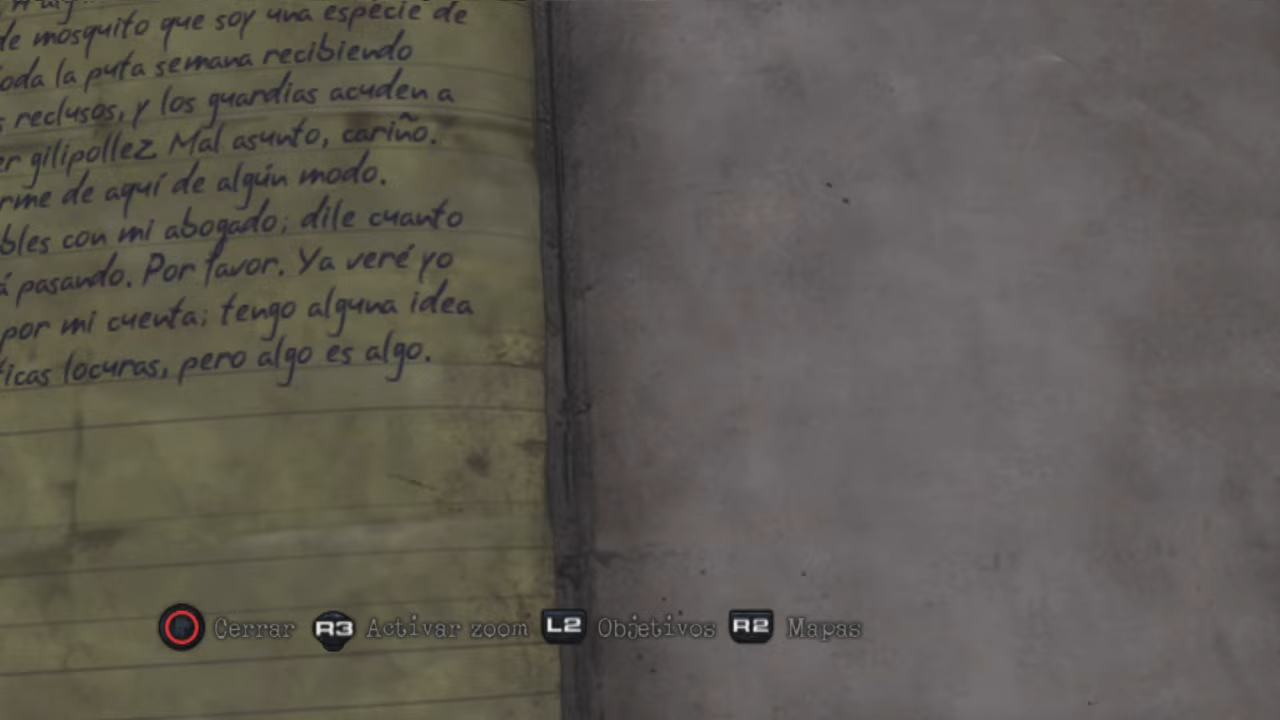 de mosquito que soy una especie de
toda la puta semana recibiendo
reclusos, y los guardias acuden a
gilipollez. Mal asunto, cariño.
rme de aquí de algún modo.
bles con mi abogado; dile cuanto
á pasando. Por favor. Ya veré yo
por mi cuenta; tengo alguna idea
icas locuras, pero algo es algo.
Cerrar R3 Activar zoom L2 Objetivos R2 Mapas